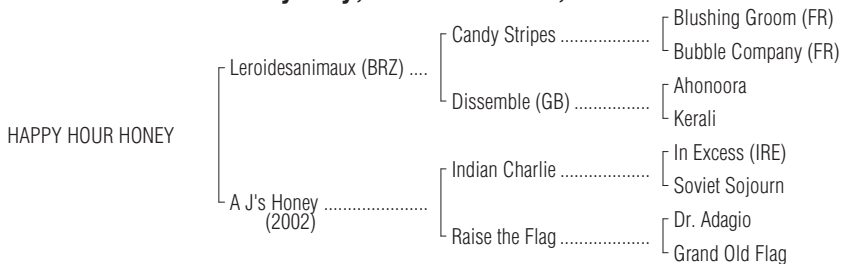 Blushing Groom (FR)
Candy Stripes ...................
Bubble Company (FR)
Leroidesanimaux (BRZ) ....
Ahonoora
Dissemble (GB) ................
Kerali
HAPPY HOUR HONEY
In Excess (IRE)
Indian Charlie ...................
Soviet Sojourn
A J's Honey ......................
(2002)
Dr. Adagio
Raise the Flag ...................
Grand Old Flag